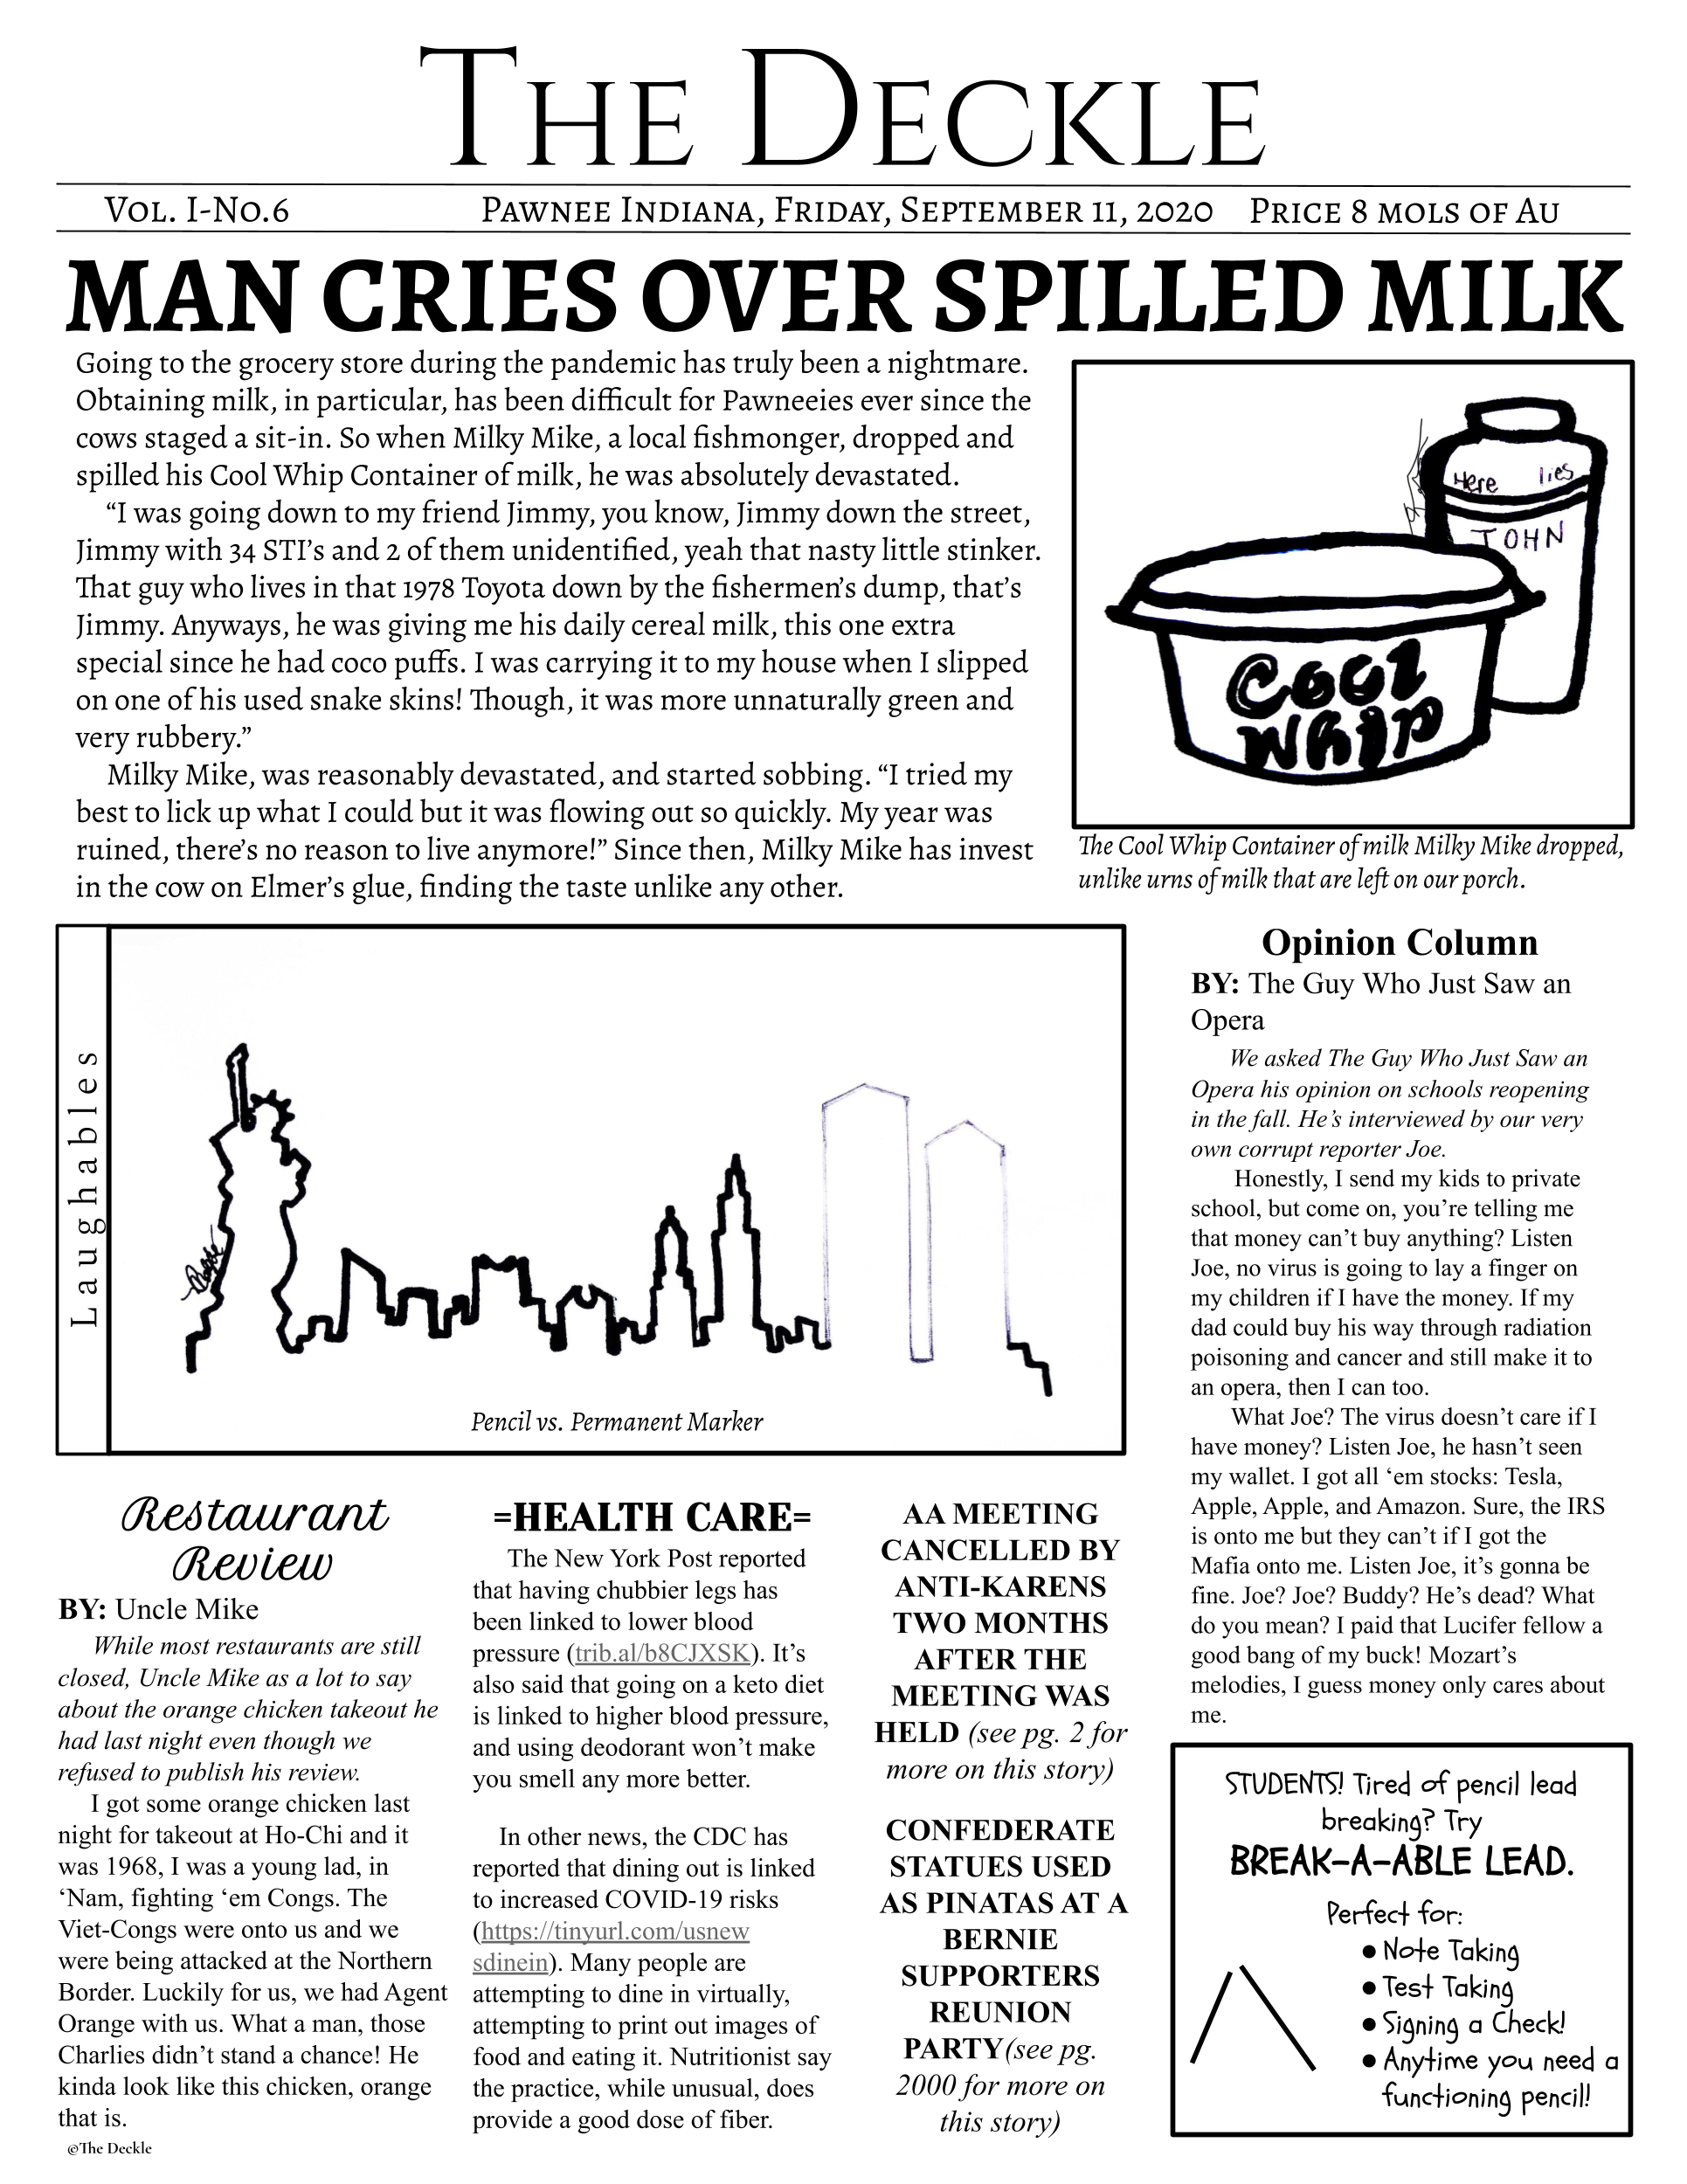 THE DECKLE
VOL. I-NO.6
PAWNEE INDIANA, FRIDAY, SEPTEMBER 11, 2020
PRICE 8 MOLS OF AU
MAN CRIES OVER SPILLED MILK
Going to the grocery store during the pandemic has truly been a nightmare.
Obtaining milk, in particular, has been difficult for Pawneeies ever since the
cows staged a sit-in. So when Milky Mike, a local fishmonger, dropped and
spilled his Cool Whip Container of milk, he was absolutely devastated.
“I was going down to my friend Jimmy, you know, Jimmy down the street,
Jimmy with 34 STI’s and 2 of them unidentified, yeah that nasty little stinker.
That guy who lives in that 1978 Toyota down by the fishermen’s dump, that’s
Jimmy. Anyways, he was giving me his daily cereal milk, this one extra
special since he had coco puffs. I was carrying it to my house when I slipped
on one of his used snake skins! Though, it was more unnaturally green and
very rubbery.”
Milky Mike, was reasonably devastated, and started sobbing. “I tried my
best to lick up what I could but it was flowing out so quickly. My year was
ruined, there’s no reason to live anymore!” Since then, Milky Mike has invest
in the cow on Elmer’s glue, finding the taste unlike any other.
Here lies
JOHN
COOL
WHIP
The Cool Whip Container of milk Milky Mike dropped,
unlike urns of milk that are left on our porch.
Laughables
Pencil vs. Permanent Marker
Opinion Column
BY: The Guy Who Just Saw an
Opera
We asked The Guy Who Just Saw an
Opera his opinion on schools reopening
in the fall. He’s interviewed by our very
own corrupt reporter Joe.
Honestly, I send my kids to private
school, but come on, you’re telling me
that money can’t buy anything? Listen
Joe, no virus is going to lay a finger on
my children if I have the money. If my
dad could buy his way through radiation
poisoning and cancer and still make it to
an opera, then I can too.
What Joe? The virus doesn’t care if I
have money? Listen Joe, he hasn’t seen
my wallet. I got all ‘em stocks: Tesla,
Apple, Apple, and Amazon. Sure, the IRS
is onto me but they can’t if I got the
Mafia onto me. Listen Joe, it’s gonna be
fine. Joe? Joe? Buddy? He’s dead? What
do you mean? I paid that Lucifer fellow a
good bang of my buck! Mozart’s
melodies, I guess money only cares about
me.
Restaurant
Review
BY: Uncle Mike
While most restaurants are still
closed, Uncle Mike as a lot to say
about the orange chicken takeout he
had last night even though we
refused to publish his review.
I got some orange chicken last
night for takeout at Ho-Chi and it
was 1968, I was a young lad, in
‘Nam, fighting ‘em Congs. The
Viet-Congs were onto us and we
were being attacked at the Northern
Border. Luckily for us, we had Agent
Orange with us. What a man, those
Charlies didn’t stand a chance! He
kinda look like this chicken, orange
that is.
@The Deckle
=HEALTH CARE=
The New York Post reported
that having chubbier legs has
been linked to lower blood
pressure (trib.al/b8CJXSK). It’s
also said that going on a keto diet
is linked to higher blood pressure,
and using deodorant won’t make
you smell any more better.
In other news, the CDC has
reported that dining out is linked
to increased COVID-19 risks
(https://tinyurl.com/usnew
sdinein). Many people are
attempting to dine in virtually,
attempting to print out images of
food and eating it. Nutritionist say
the practice, while unusual, does
provide a good dose of fiber.
AA MEETING
CANCELLED BY
ANTI-KARENS
TWO MONTHS
AFTER THE
MEETING WAS
HELD (see pg. 2 for
more on this story)
CONFEDERATE
STATUES USED
AS PINATAS AT A
BERNIE
SUPPORTERS
REUNION
PARTY(see pg.
2000 for more on
this story)
STUDENTS! Tired of pencil lead
breaking? Try
BREAK-A-ABLE LEAD.
Perfect for:
● Note Taking
● Test Taking
● Signing a Check!
● Anytime you need a
functioning pencil!